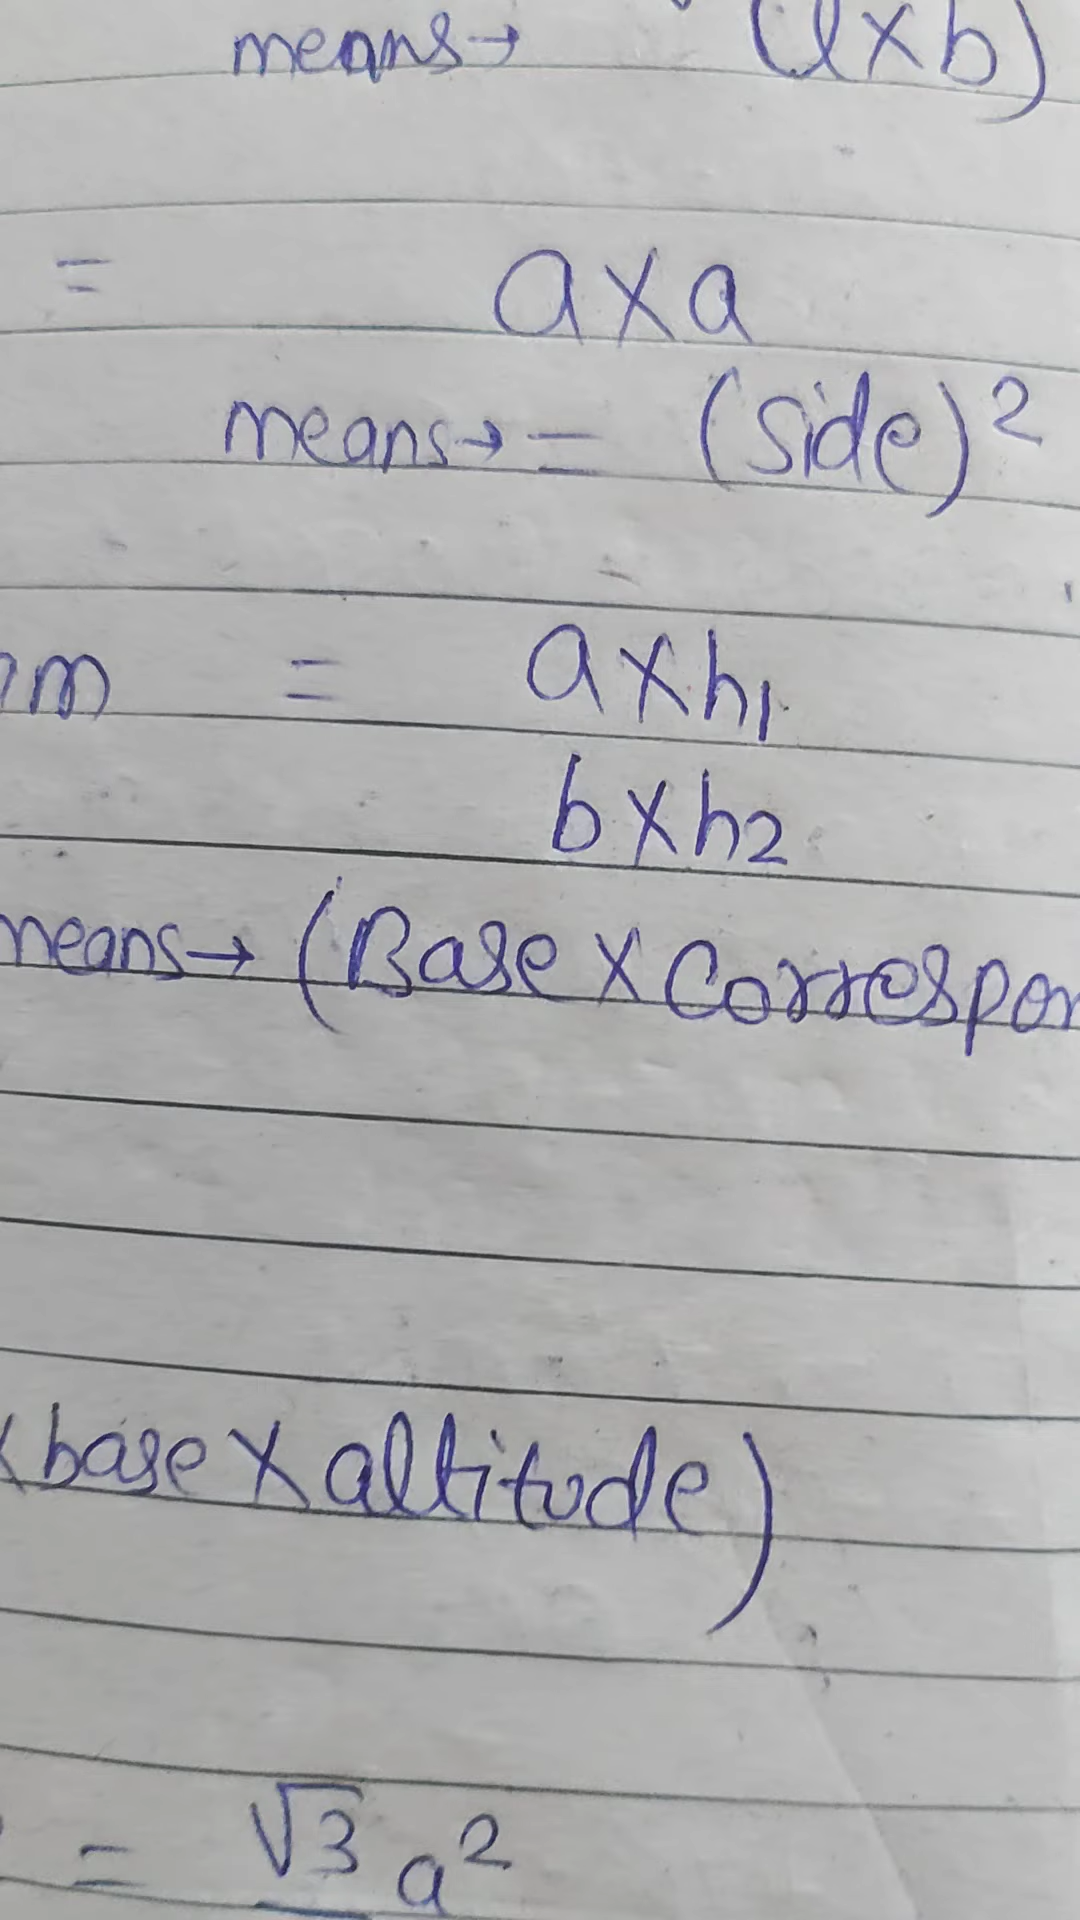 means→ (l×b)
= a×a
means→ = (side)²
m = a×h1
b×h2
means→ (Base×Correspon
×base×altitude)
= √3 a²